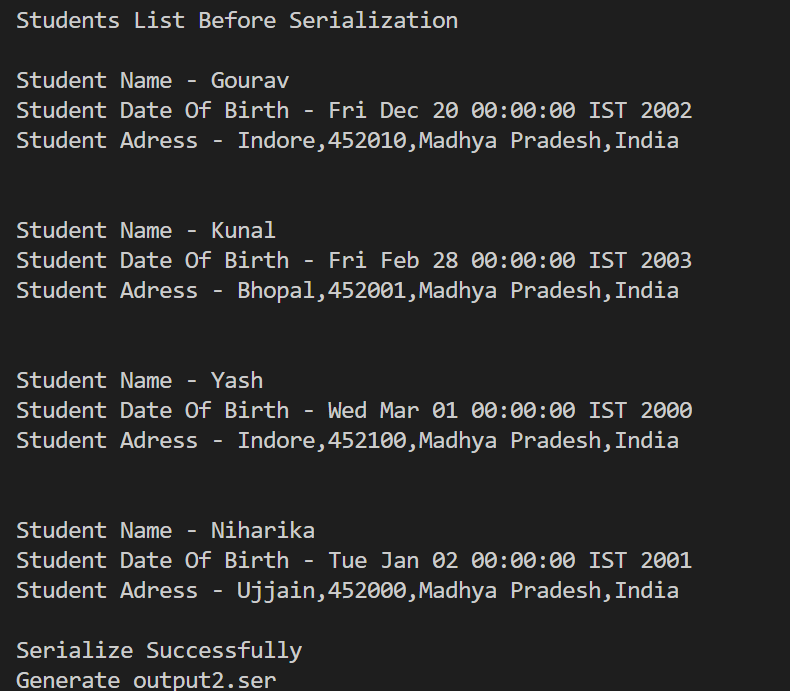 Students List Before Serialization
Student Name - Gourav
Student Date Of Birth - Fri Dec 20 00:00:00 IST 2002
Student Adress - Indore,452010,Madhya Pradesh,India
Student Name - Kunal
Student Date Of Birth - Fri Feb 28 00:00:00 IST 2003
Student Adress - Bhopal,452001,Madhya Pradesh,India
Student Name - Yash
Student Date Of Birth - Wed Mar 01 00:00:00 IST 2000
Student Adress - Indore,452100,Madhya Pradesh,India
Student Name - Niharika
Student Date Of Birth - Tue Jan 02 00:00:00 IST 2001
Student Adress - Ujjain,452000,Madhya Pradesh,India
Serialize Successfully
Generate output2.ser